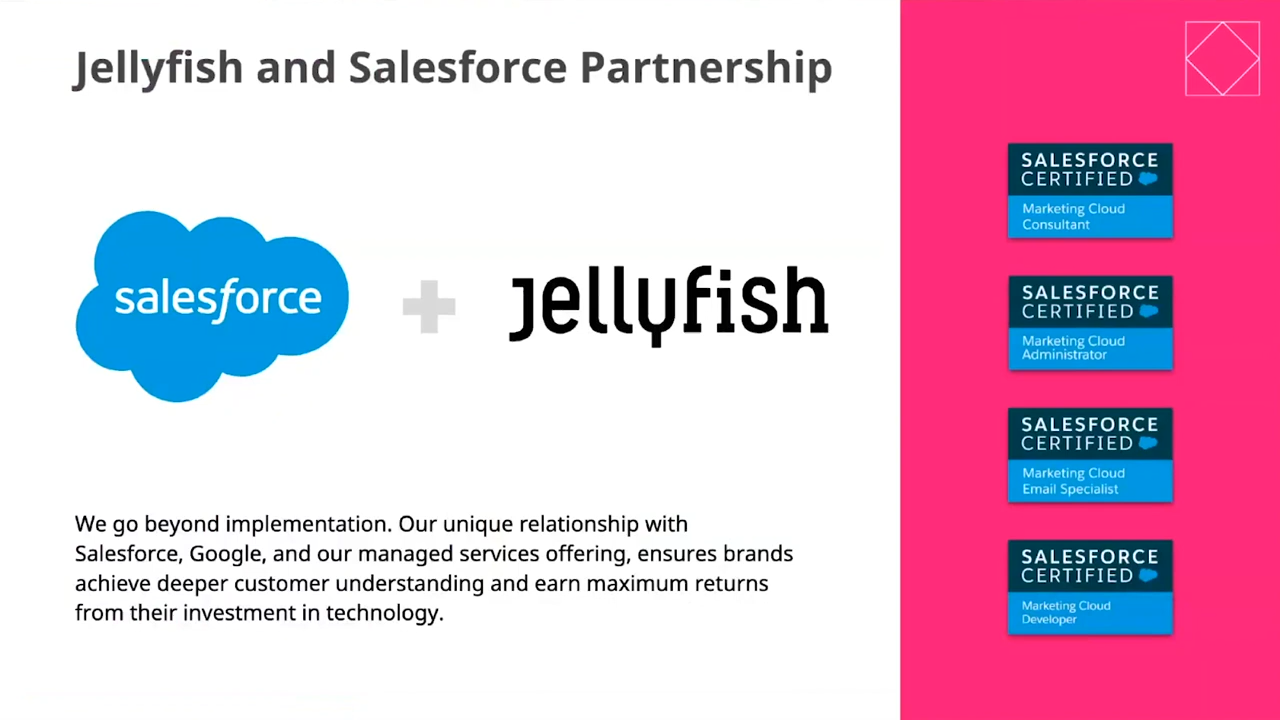 Jellyfish and Salesforce Partnership
salesforce
jellyfish
We go beyond implementation. Our unique relationship with
Salesforce, Google, and our managed services offering, ensures brands
achieve deeper customer understanding and earn maximum returns
from their investment in technology.
SALESFORCE
CERTIFIED
Marketing Cloud
Consultant
SALESFORCE
CERTIFIED
Marketing Cloud
Administrator
SALESFORCE
CERTIFIED
Marketing Cloud
Email Specialist
SALESFORCE
CERTIFIED
Marketing Cloud
Developer